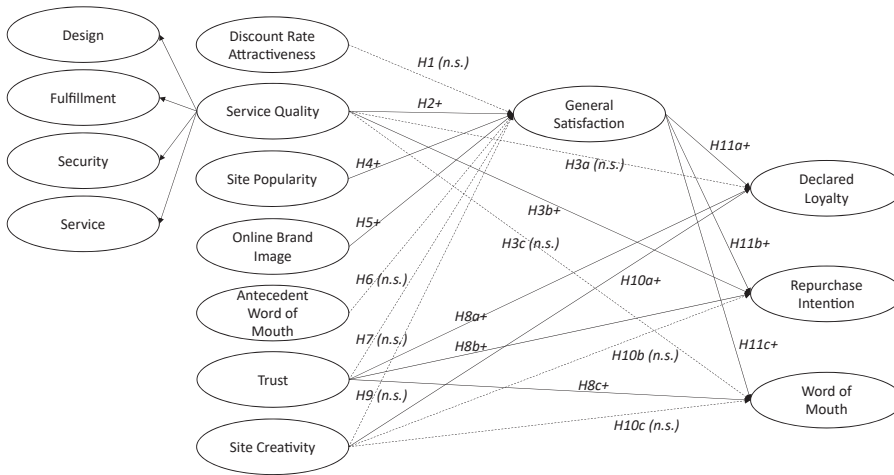 Design
Fulfillment
Security
Service
Discount Rate
Attractiveness
Service Quality
Site Popularity
Online Brand
Image
Antecedent
Word of
Mouth
Trust
Site Creativity
H1 (n.s.)
H2+
H4+
H5+
H6 (n.s.)
H7 (n.s.)
H9 (n.s.)
H3a (n.s.)
H3b+
H3c (n.s.)
H8a+
H8b+
H8c+
H10a+
H10b (n.s.)
H10c (n.s.)
General
Satisfaction
H11a+
H11b+
H11c+
Declared
Loyalty
Repurchase
Intention
Word of
Mouth